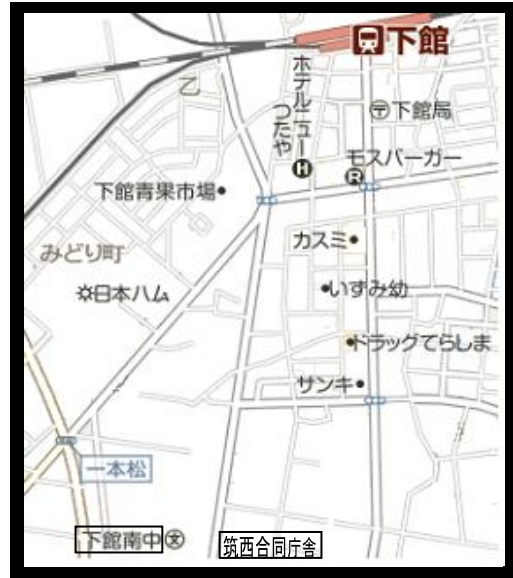 下館
乙
ホテルニュー
つたや
H
〒下館局
モスバーガー
R
下館青果市場
カスミ
みどり町
いずみ幼
日本ハム
ドラッグてらしま
サンキ
一本松
下館南中
文
筑西合同庁舎